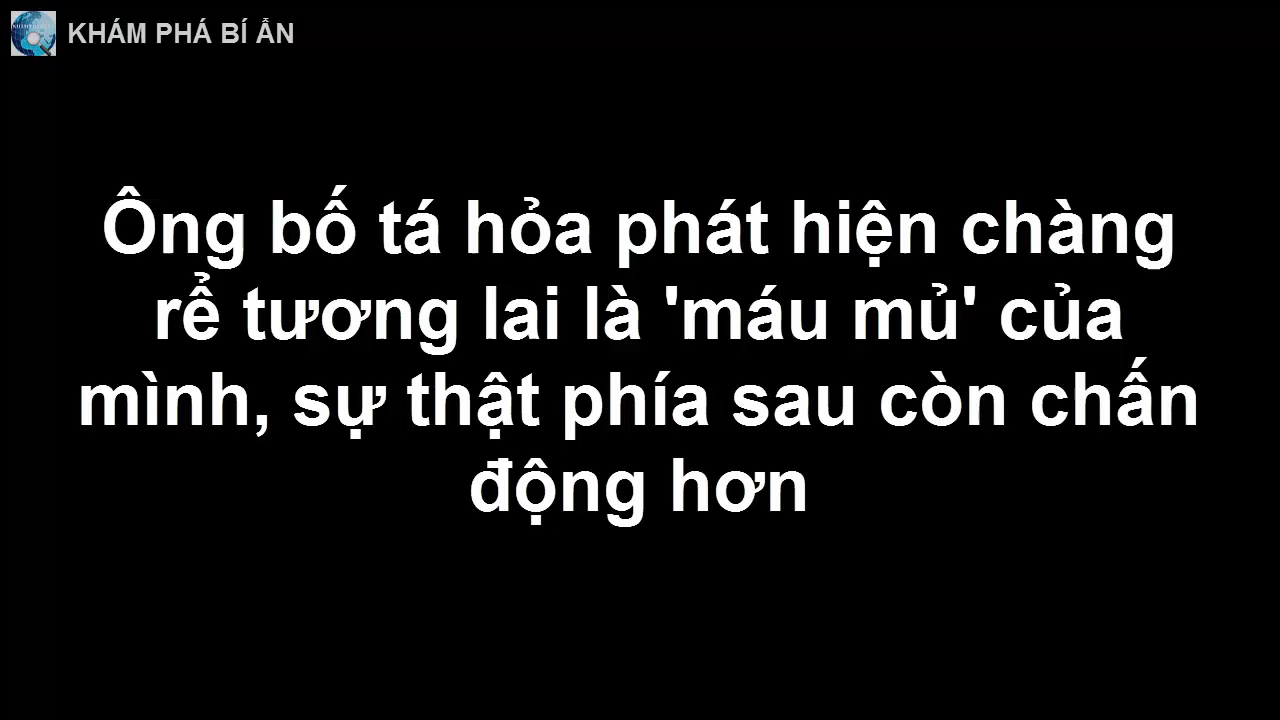 KHÁM PHÁ BÍ ẨN
Ông bố tá hỏa phát hiện chàng
rể tương lai là 'máu mủ' của
mình, sự thật phía sau còn chấn
động hơn